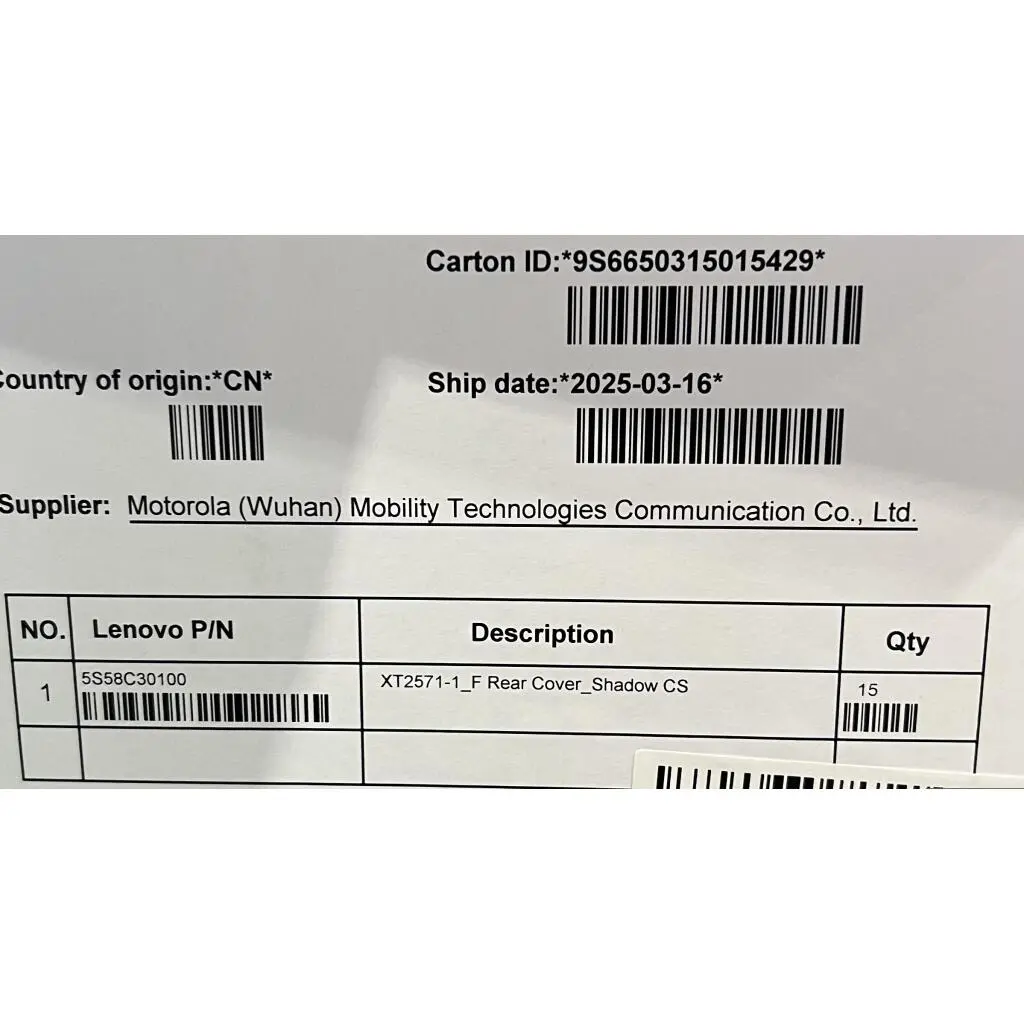 Carton ID:*9S6650315015429*
Country of origin:*CN*
Ship date:*2025-03-16*
Supplier: Motorola (Wuhan) Mobility Technologies Communication Co., Ltd.
NO. Lenovo P/N Description Qty
1 5S58C30100 XT2571-1_F Rear Cover_Shadow CS 15